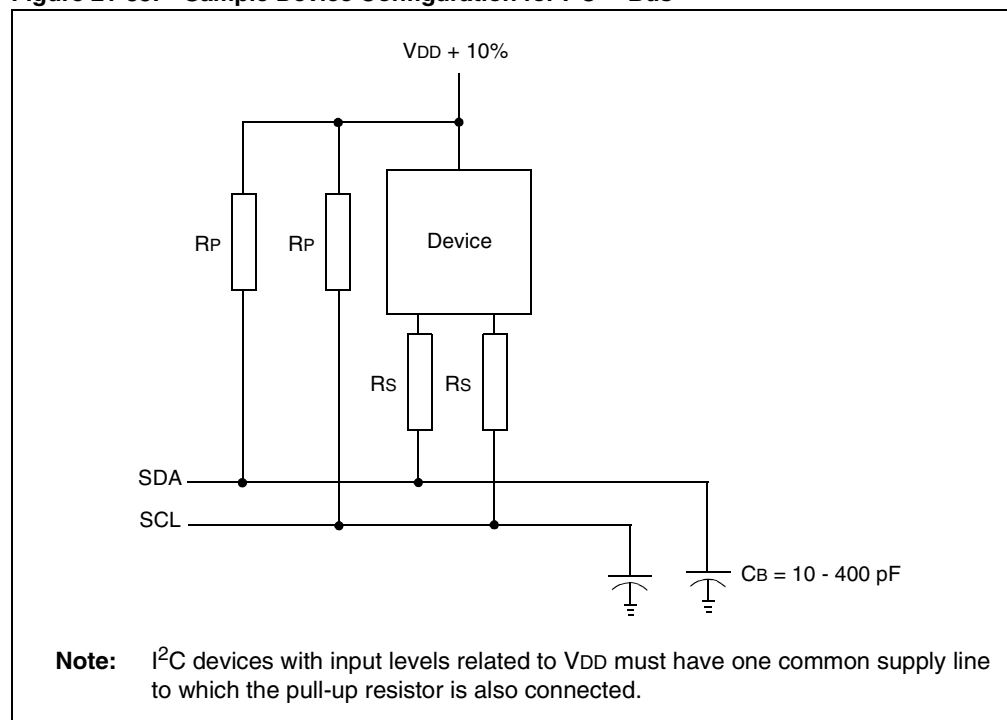 VDD + 10%
RP
RP
Device
RS
RS
SDA
SCL
CB = 10 - 400 pF
Note: I²C devices with input levels related to VDD must have one common supply line
to which the pull-up resistor is also connected.